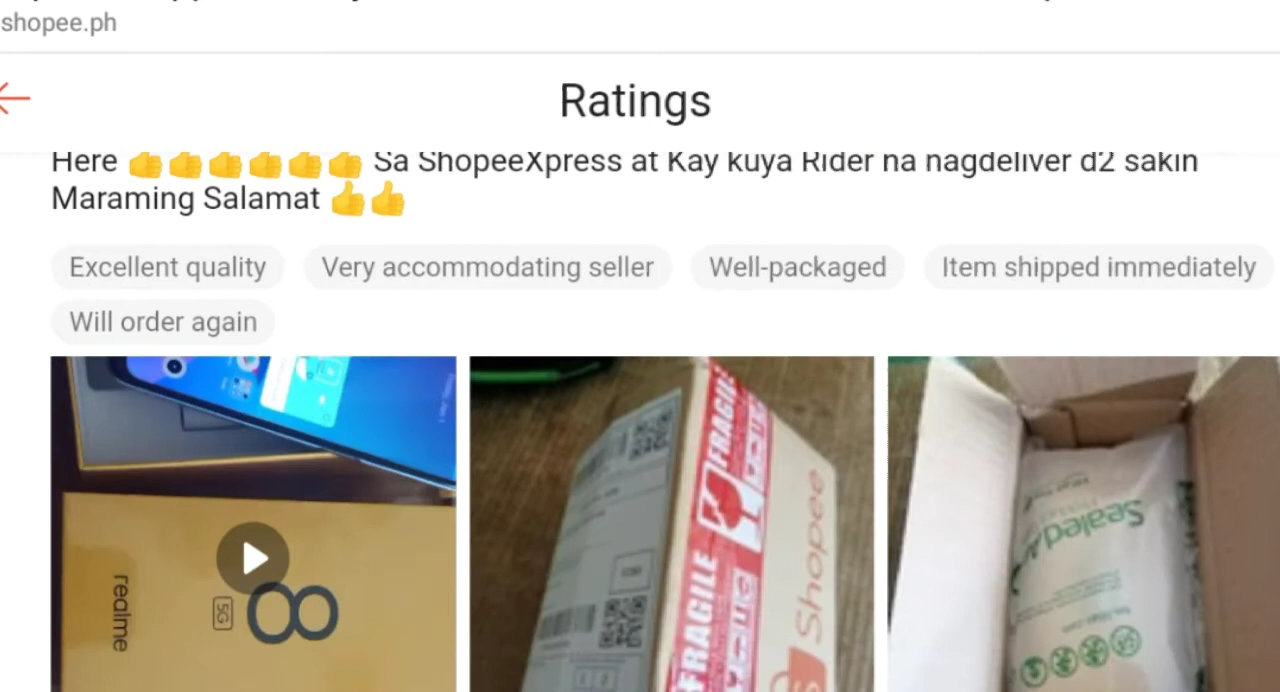 shopee.ph
Ratings
Here 👍👍👍👍👍👍 Sa ShopeeXpress at Kay kuya Rider na nagdeliver d2 sakin
Maraming Salamat 👍👍
Excellent quality
Very accommodating seller
Well-packaged
Item shipped immediately
Will order again
realme
5G
8
FRAGILE
FRAGILE
Shopee
Sealed